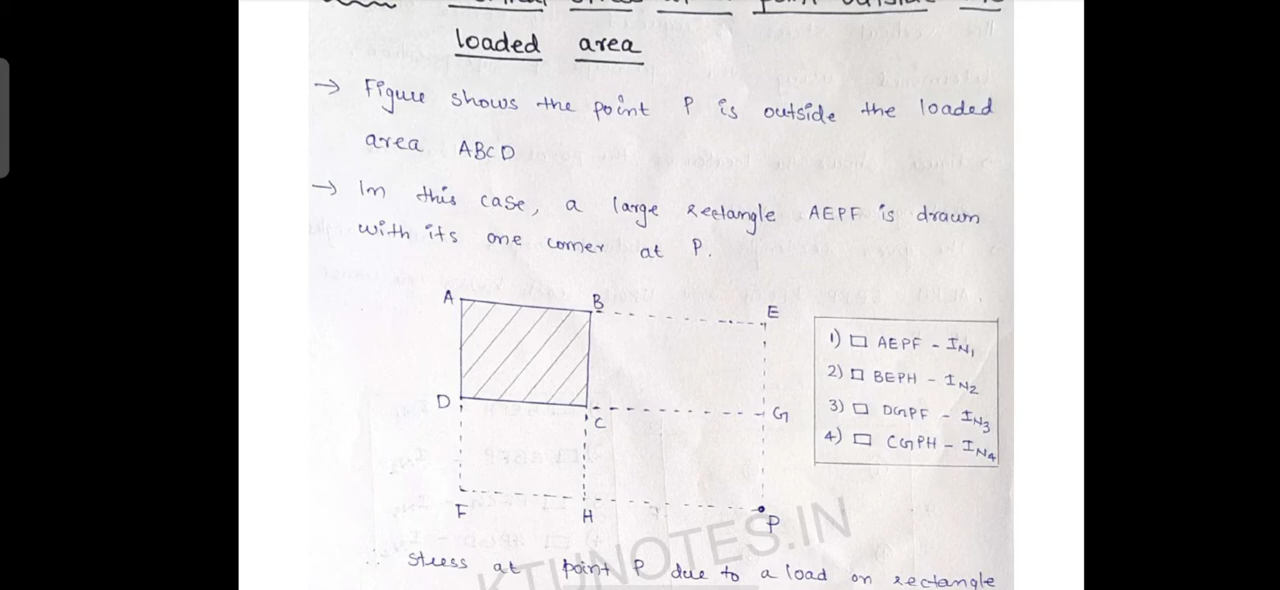 loaded area
→ Figure shows the point P is outside the loaded
area ABCD
→ In this case, a large rectangle AEPF is drawn
with its one corner at P.
A B E
D C G
F H P
1) □ AEPF - IN1
2) □ BEPH - IN2
3) □ DGPF - IN3
4) □ CGPH - IN4
KTUNOTES.IN
∴ Stress at point P due to a load on rectangle